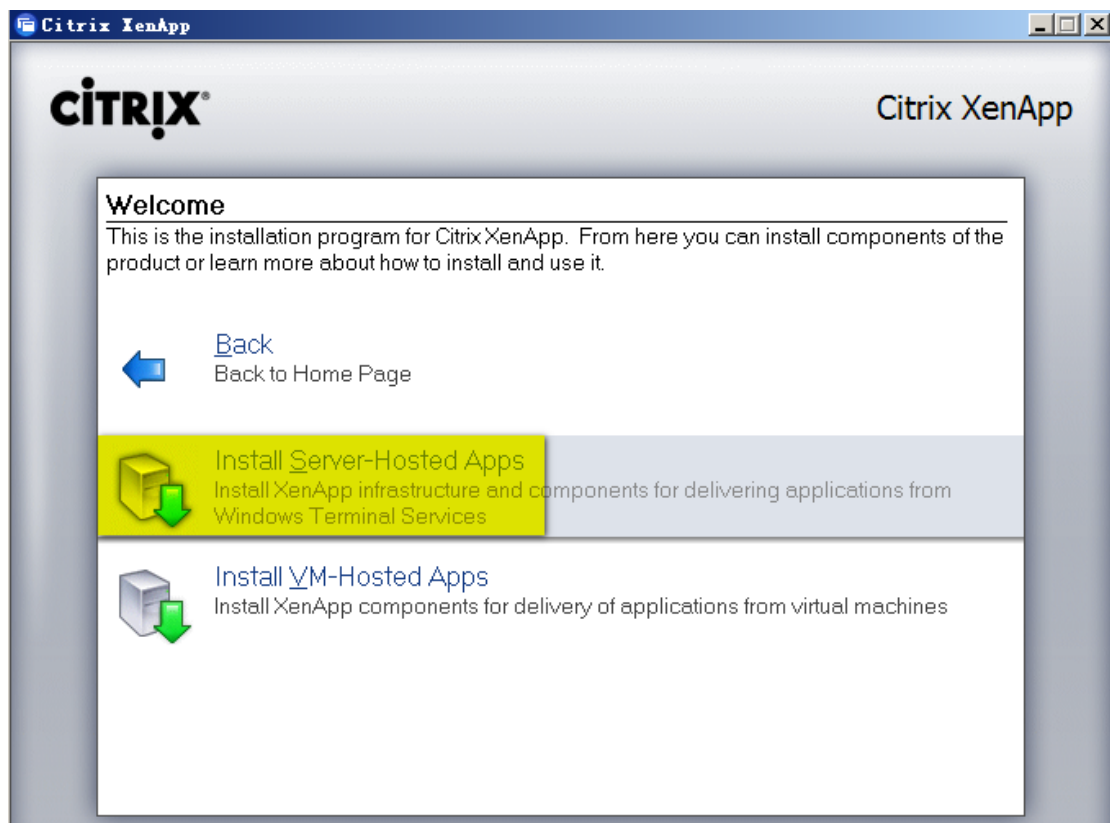 Citrix XenApp
CITRIX®
Citrix XenApp
Welcome
This is the installation program for Citrix XenApp. From here you can install components of the
product or learn more about how to install and use it.
Back
Back to Home Page
Install Server-Hosted Apps
Install XenApp infrastructure and components for delivering applications from
Windows Terminal Services
Install VM-Hosted Apps
Install XenApp components for delivery of applications from virtual machines